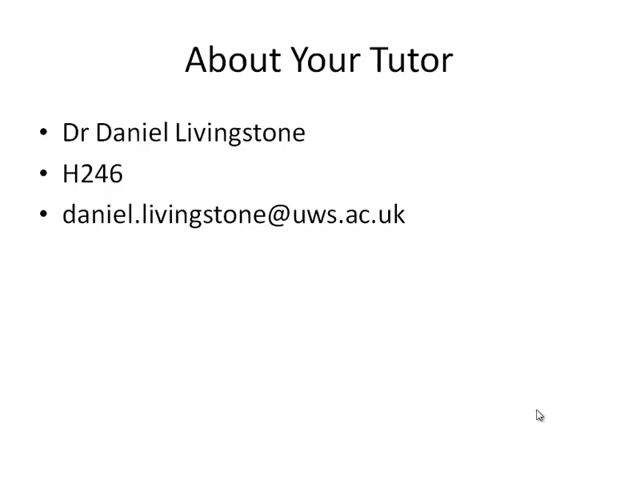 About Your Tutor
• Dr Daniel Livingstone
• H246
• daniel.livingstone@uws.ac.uk